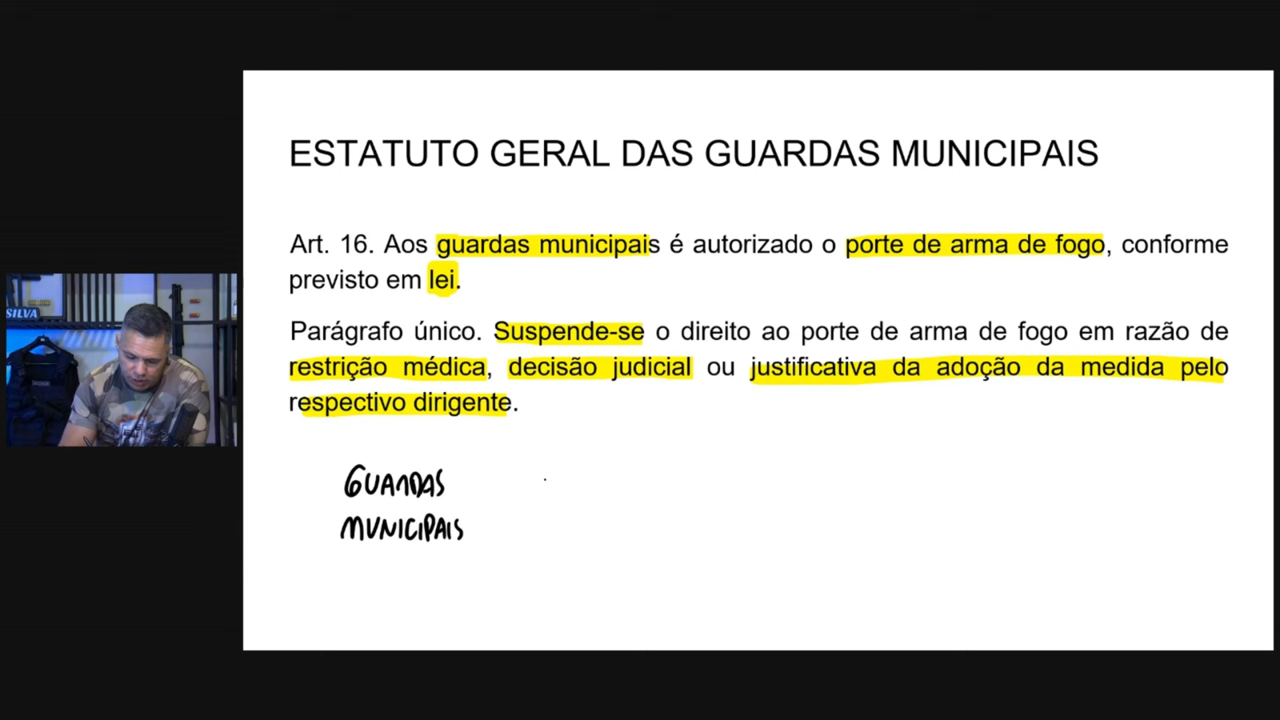 ESTATUTO GERAL DAS GUARDAS MUNICIPAIS
Art. 16. Aos guardas municipais é autorizado o porte de arma de fogo, conforme
previsto em lei.
SILVA
Parágrafo único. Suspende-se o direito ao porte de arma de fogo em razão de
restrição médica, decisão judicial ou justificativa da adoção da medida pelo
respectivo dirigente.
GUARDAS
MUNICIPAIS